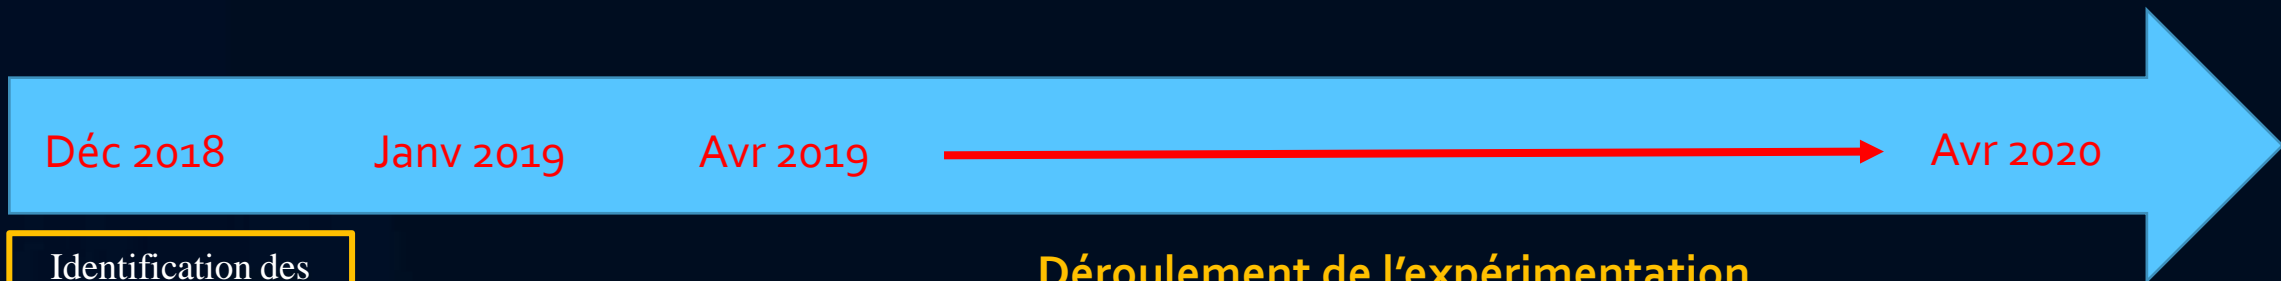 Déc 2018 Janv 2019 Avr 2019 Avr 2020
Identification des
Déroulement de l'expérimentation